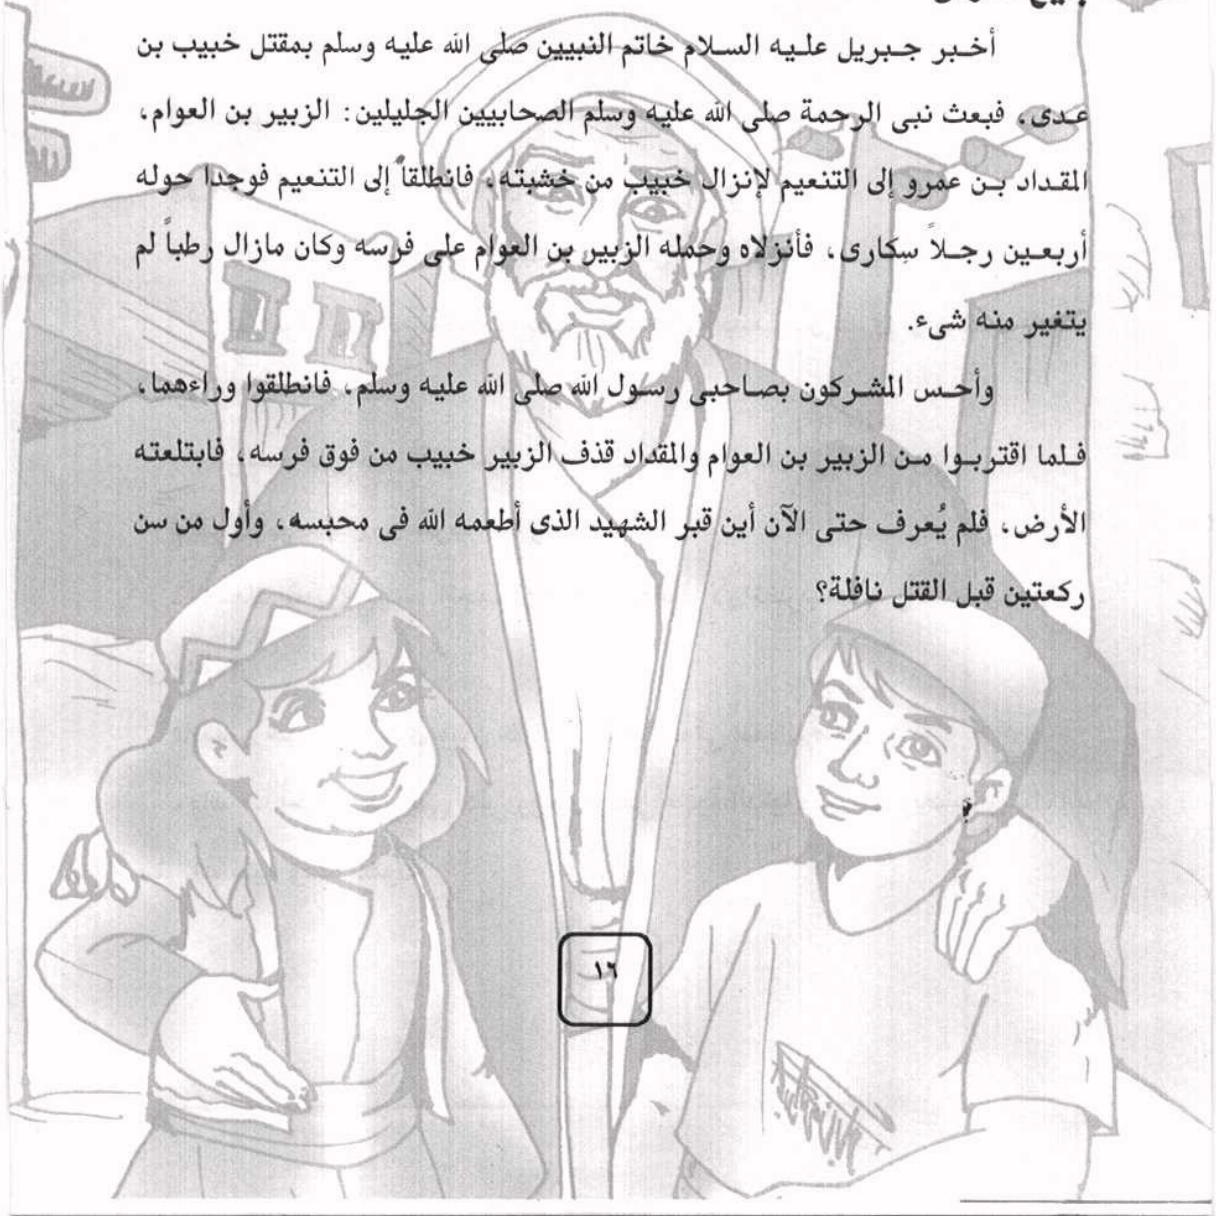 أخبر جبريل عليه السلام خاتم النبيين صلى الله عليه وسلم بمقتل خبيب بن
عدى، فبعث نبى الرحمة صلى الله عليه وسلم الصحابيين الجليلين: الزبير بن العوام،
المقداد بن عمرو إلى التنعيم لإنزال خبيب من خشبته، فانطلقاً إلى التنعيم فوجدا حوله
أربعين رجلاً سكارى، فأنزلاه وحمله الزبير بن العوام على فرسه وكان مازال رطباً لم
يتغير منه شىء.
وأحس المشركون بصاحبى رسول الله صلى الله عليه وسلم، فانطلقوا وراءهما،
فلما اقتربوا من الزبير بن العوام والمقداد قذف الزبير خبيب من فوق فرسه، فابتلعته
الأرض، فلم يُعرف حتى الآن أين قبر الشهيد الذى أطعمه الله فى محبسه، وأول من سن
ركعتين قبل القتل نافلة؟
١٦